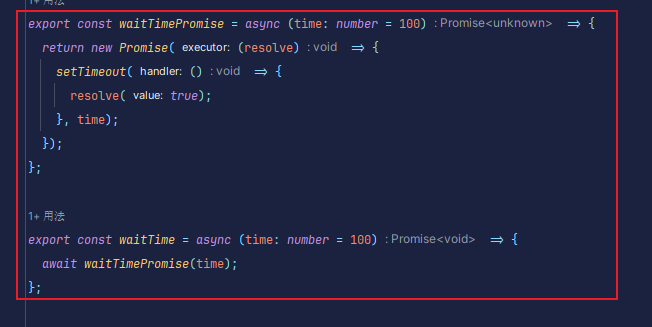 1+ 用法
export const waitTimePromise = async (time: number = 100) : Promise<unknown> => {
return new Promise( executor: (resolve) : void => {
setTimeout( handler: () : void => {
resolve( value: true);
}, time);
});
};
1+ 用法
export const waitTime = async (time: number = 100) : Promise<void> => {
await waitTimePromise(time);
};